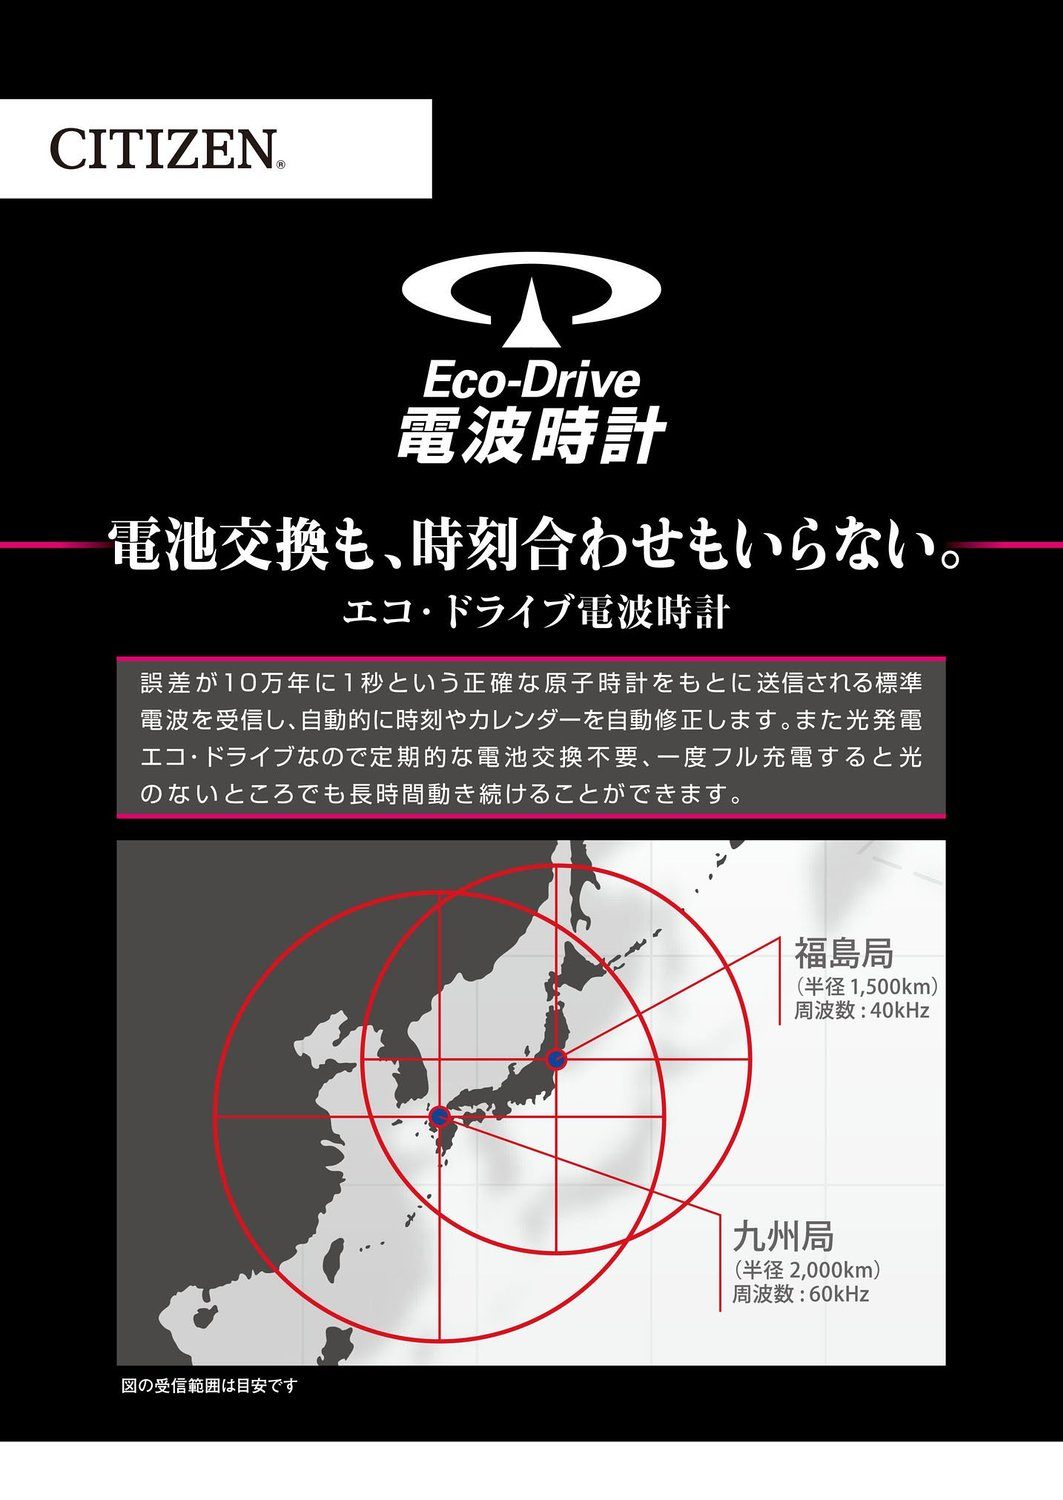 CITIZEN®
Eco-Drive
電波時計
電池交換も、時刻合わせもいらない。
エコ・ドライブ電波時計
誤差が10万年に1秒という正確な原子時計をもとに送信される標準
電波を受信し、自動的に時刻やカレンダーを自動修正します。また光発電
エコ・ドライブなので定期的な電池交換不要、一度フル充電すると光
のないところでも長時間動き続けることができます。
福島局
（半径 1,500km）
周波数 : 40kHz
九州局
（半径 2,000km）
周波数 : 60kHz
図の受信範囲は目安です